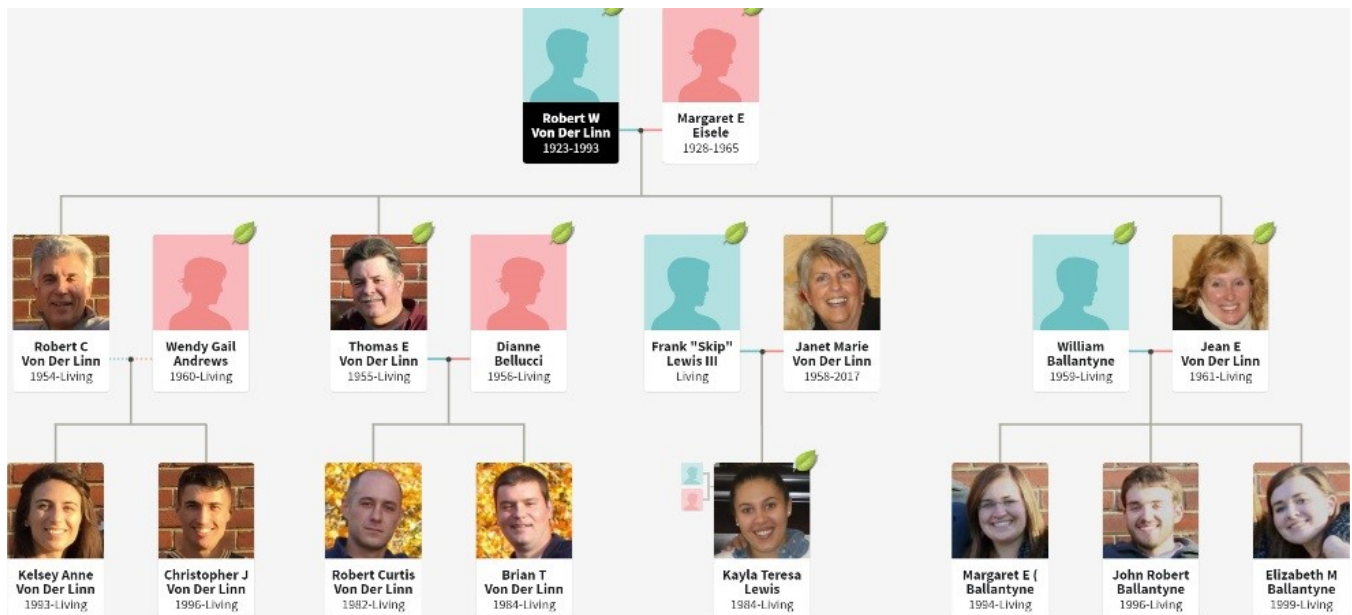 Robert W
Von Der Linn
1923-1993
Margaret E
Eisele
1928-1965
Robert C
Von Der Linn
1954-Living
Wendy Gail
Andrews
1960-Living
Thomas E
Von Der Linn
1955-Living
Dianne
Bellucci
1956-Living
Frank "Skip"
Lewis III
Living
Janet Marie
Von Der Linn
1958-2017
William
Ballantyne
1959-Living
Jean E
Von Der Linn
1961-Living
Kelsey Anne
Von Der Linn
1993-Living
Christopher J
Von Der Linn
1996-Living
Robert Curtis
Von Der Linn
1982-Living
Brian T
Von Der Linn
1984-Living
Kayla Teresa
Lewis
1984-Living
Margaret E (
Ballantyne
1994-Living
John Robert
Ballantyne
1996-Living
Elizabeth M
Ballantyne
1999-Living